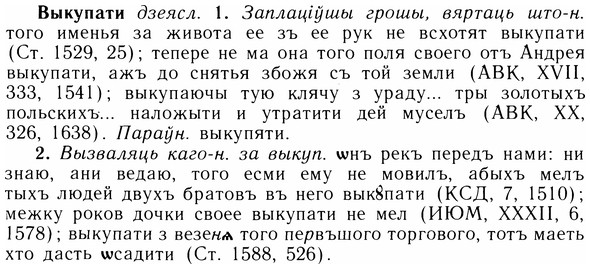 Выкупати дзеясл. 1. Заплаціўшы грошы, вяртаць што-н.
того именья за живота ее зъ ее рук не всхотят выкупати
(Ст. 1529, 25); тепере не ма она того поля своего отъ Андрея
выкупати, ажъ до снятья збожя съ той земли (АВК, XVII,
333, 1541); выкупаючы тую клячу з ураду... тры золотыхъ
польскихъ... наложыти и утратити дей муселъ (АВК, XX,
326, 1638). Параўн. выкупяти.
2. Вызваляць каго-н. за выкуп. ѡнъ рекъ передъ нами: ни
знаю, ани ведаю, того есми ему не мовилъ, абыхъ мелъ
тыхъ людей двухъ братовъ въ него выкꙋпати (КСД, 7, 1510);
межку роков дочки своее выкупати не мел (ИЮМ, XXXII, 6,
1578); выкупати з везенѧ того первъшого торгового, тотъ маеть
хто дасть ѡсадити (Ст. 1588, 526).